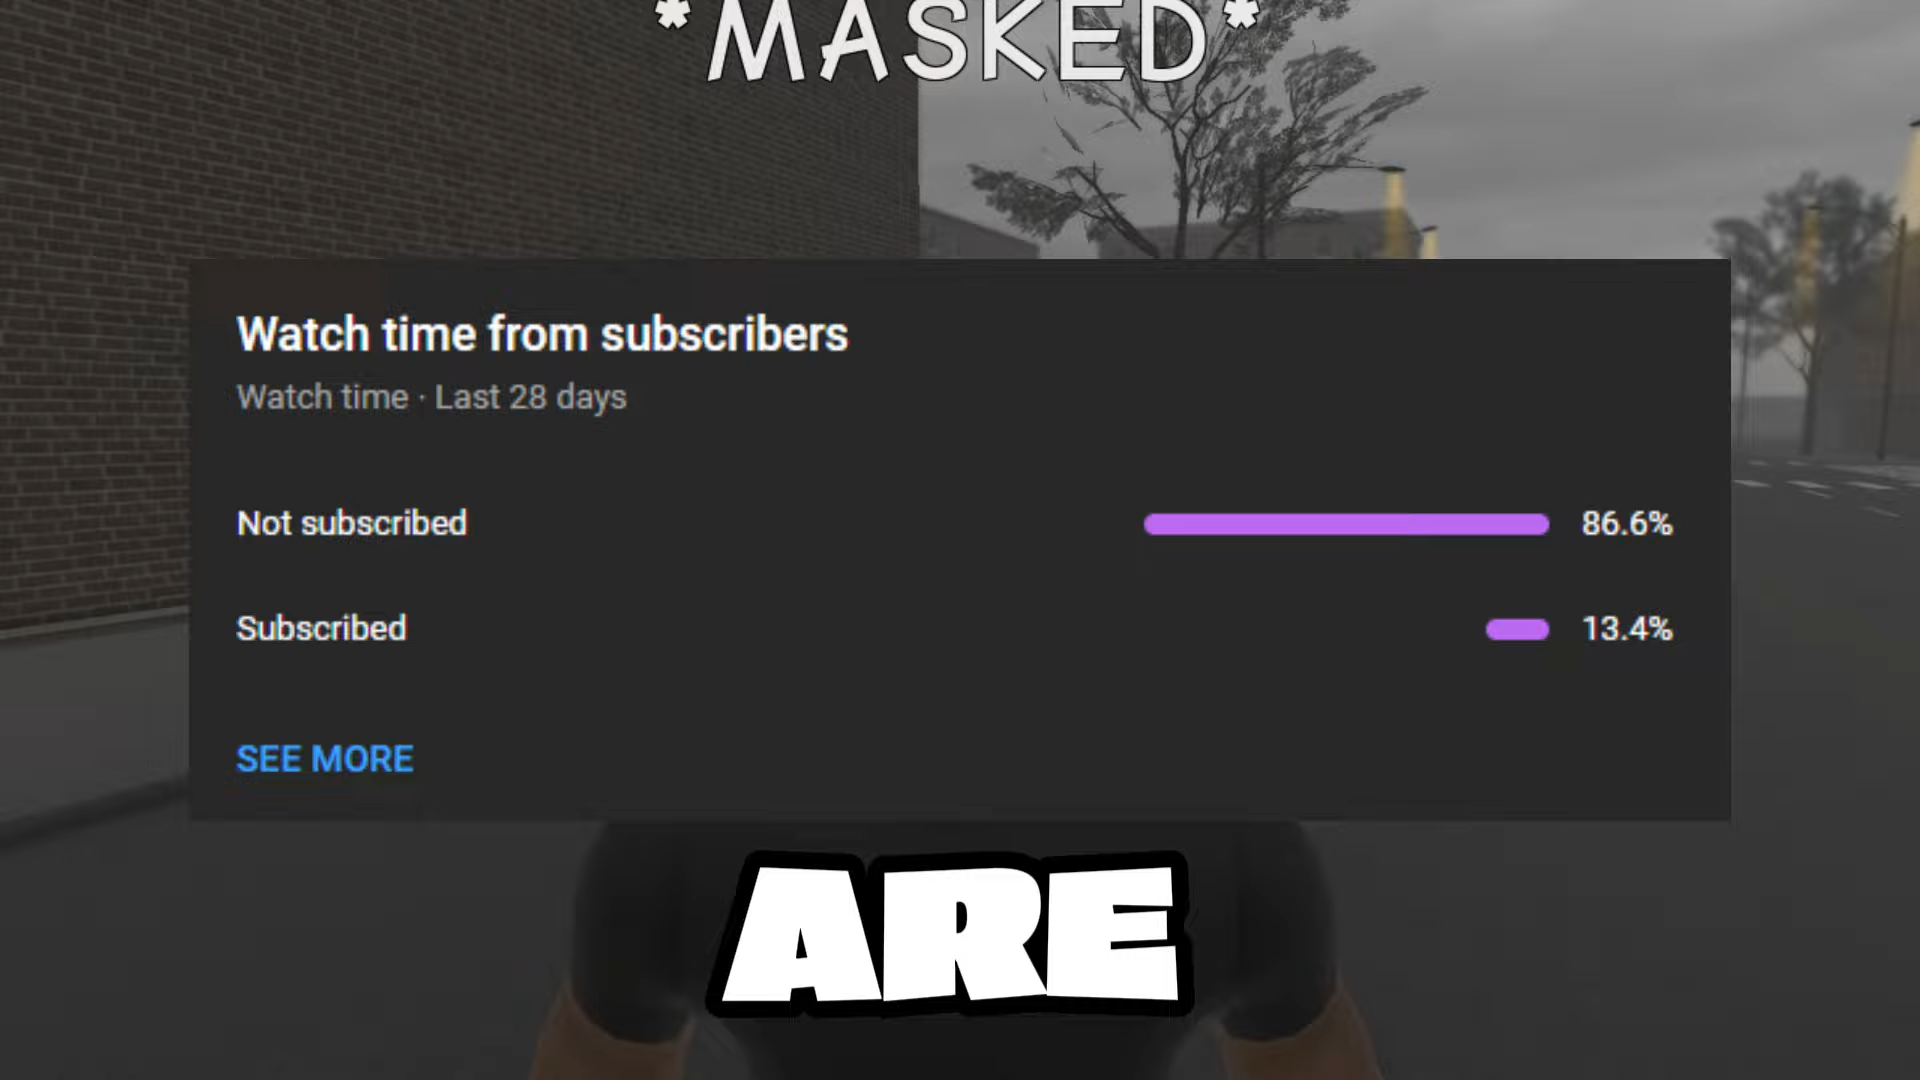 *MASKED*
Watch time from subscribers
Watch time · Last 28 days
Not subscribed 86.6%
Subscribed 13.4%
SEE MORE
ARE